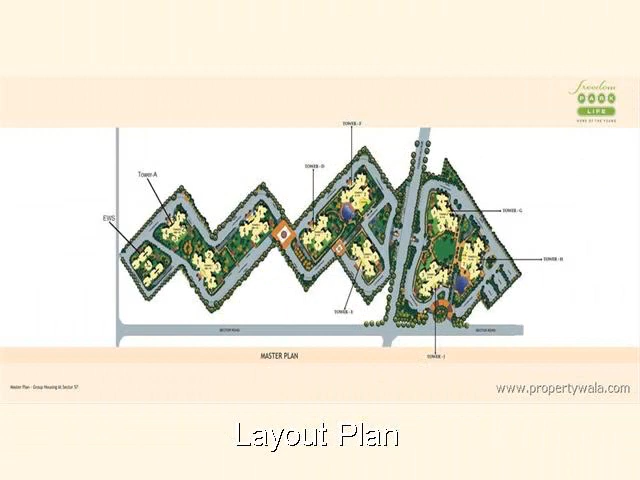 freedom
PARK
LIFE
HOME OF THE YOUNG
TOWER - F
TOWER - D
Tower-A
EWS
TOWER - G
TOWER - H
TOWER - E
SECTOR ROAD
SECTOR ROAD
MASTER PLAN
TOWER - J
Master Plan - Group Housing At Sector 57
www.propertywala.com
Layout Plan